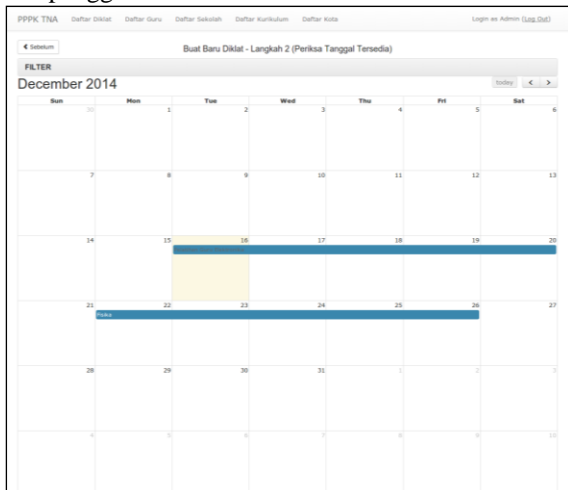 PPPK TNA Daftar Diklat Daftar Guru Daftar Sekolah Daftar Kurikulum Daftar Kota Login as Admin (Log Out)
Sebelum
Buat Baru Diklat - Langkah 2 (Periksa Tanggal Tersedia)
FILTER
December 2014
today < >
Sun Mon Tue Wed Thu Fri Sat
30 1 2 3 4 5 6
7 8 9 10 11 12 13
14 15 16 17 18 19 20
21 22 23 24 25 26 27
Fisika
28 29 30 31 1 2 3
4 5 6 7 8 9 10